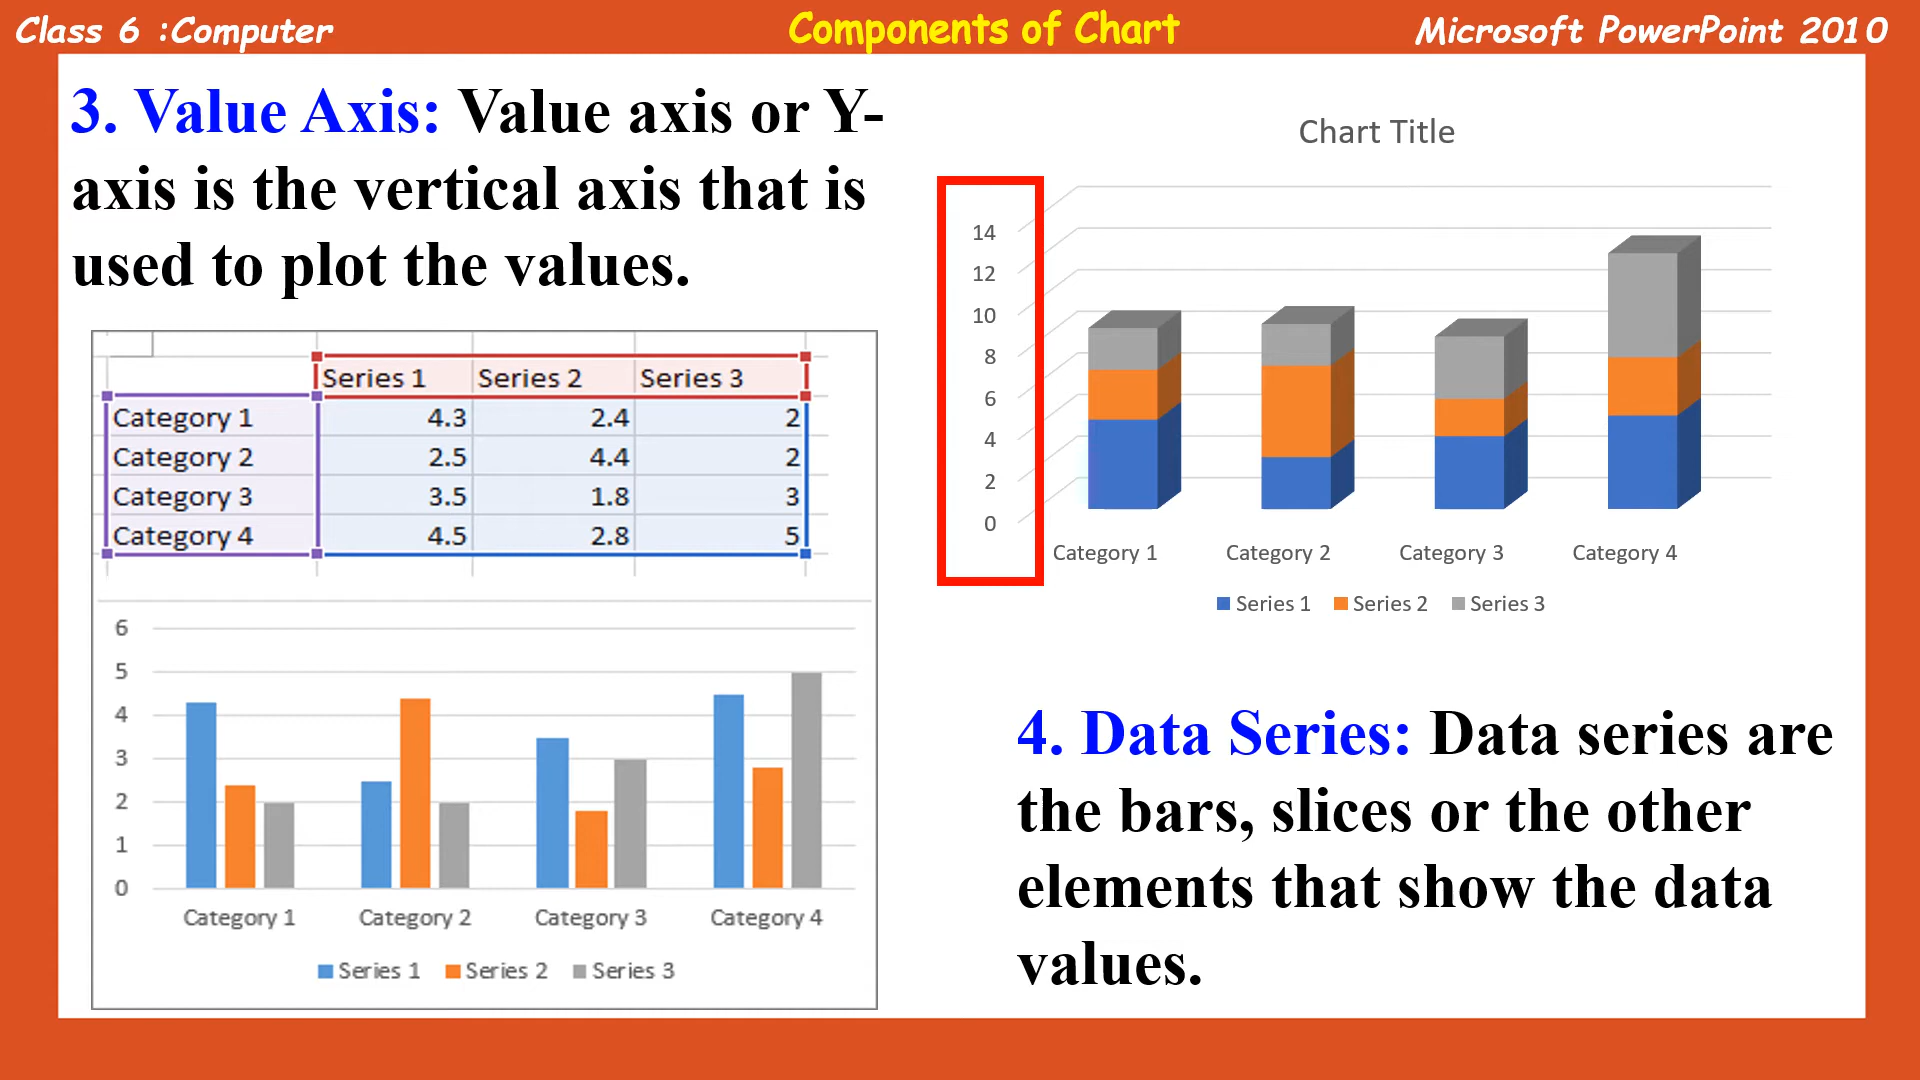 Class 6 :Computer
Components of Chart
Microsoft PowerPoint 2010
3. Value Axis: Value axis or Y-
axis is the vertical axis that is
used to plot the values.
Series 1 Series 2 Series 3
Category 1 4.3 2.4 2
Category 2 2.5 4.4 2
Category 3 3.5 1.8 3
Category 4 4.5 2.8 5
6
5
4
3
2
1
0
Category 1 Category 2 Category 3 Category 4
Series 1 Series 2 Series 3
Chart Title
14
12
10
8
6
4
2
0
Category 1 Category 2 Category 3 Category 4
Series 1 Series 2 Series 3
4. Data Series: Data series are
the bars, slices or the other
elements that show the data
values.